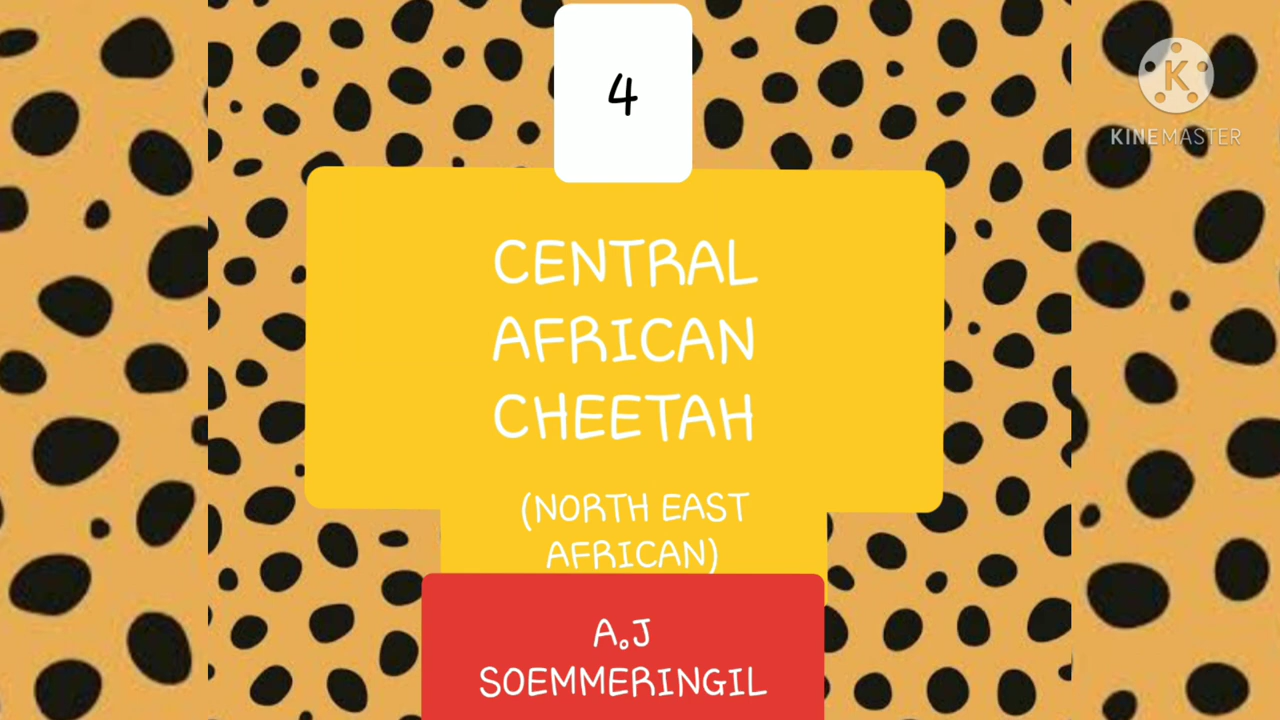 4
KINEMASTER
CENTRAL
AFRICAN
CHEETAH
(NORTH EAST
AFRICAN)
A.J
SOEMMERINGIL